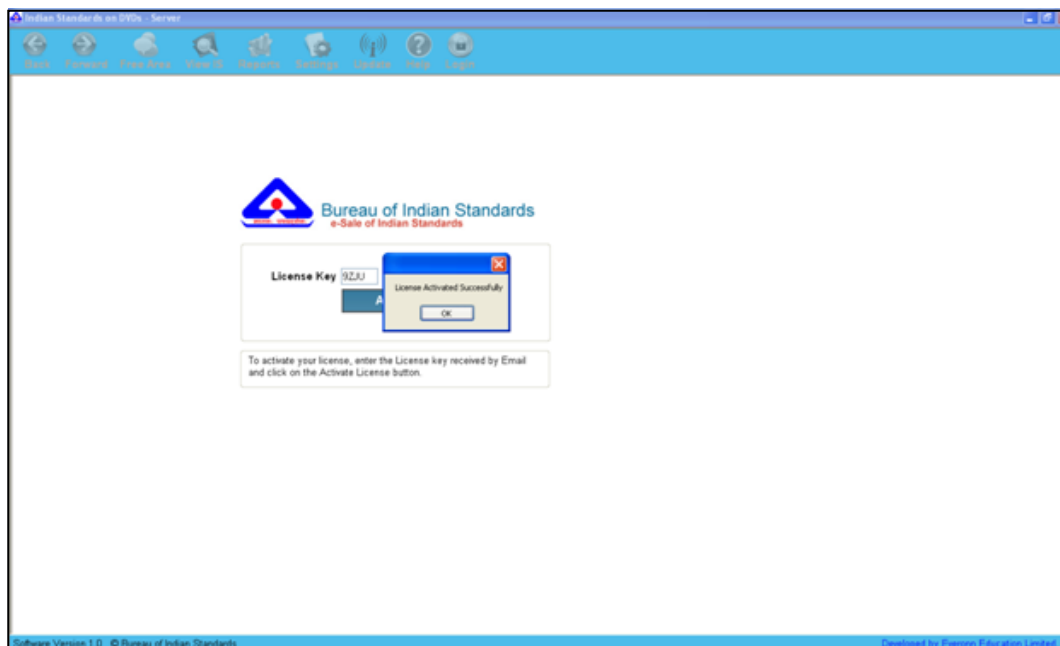 Indian Standards on DVDs - Server
Back Forward Free Area View IS Reports Settings Update Help Login
Bureau of Indian Standards
e-Sale of Indian Standards
License Key 9ZJU
License Activated Successfully
A
OK
To activate your license, enter the License key received by Email
and click on the Activate License button.
Software Version 1.0 © Bureau of Indian Standards
Developed by Everonn Education Limited